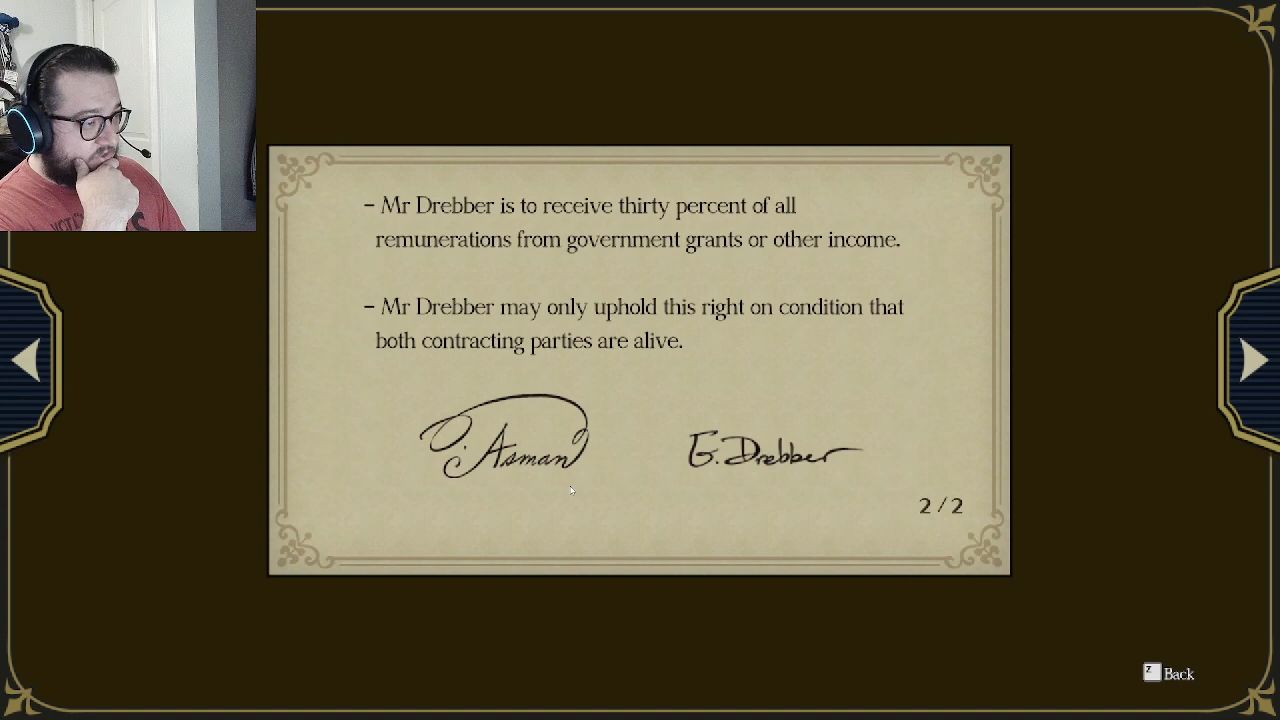 – Mr Drebber is to receive thirty percent of all
remunerations from government grants or other income.
– Mr Drebber may only uphold this right on condition that
both contracting parties are alive.
Asman
E. Drebber
2 / 2
Z Back